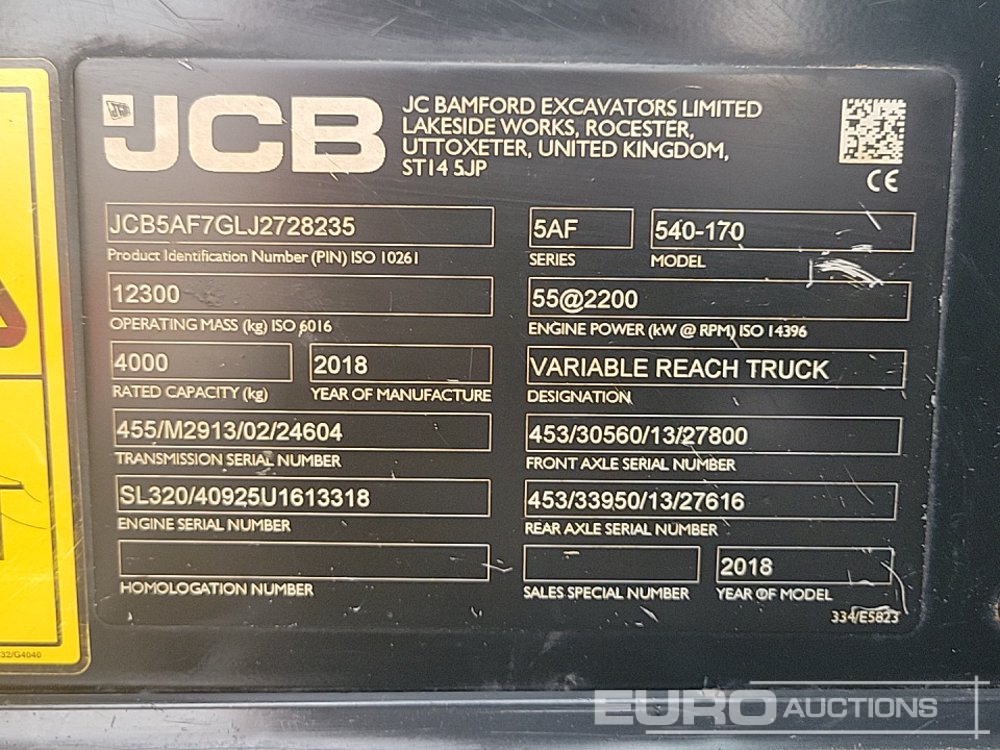 JCB
JC BAMFORD EXCAVATORS LIMITED
LAKESIDE WORKS, ROCESTER,
UTTOXETER, UNITED KINGDOM,
ST14 5JP
CE
JCB5AF7GLJ2728235
Product Identification Number (PIN) ISO 10261
5AF
SERIES
540-170
MODEL
12300
OPERATING MASS (kg) ISO 6016
55@2200
ENGINE POWER (kW @ RPM) ISO 14396
4000
RATED CAPACITY (kg)
2018
YEAR OF MANUFACTURE
VARIABLE REACH TRUCK
DESIGNATION
455/M2913/02/24604
TRANSMISSION SERIAL NUMBER
453/30560/13/27800
FRONT AXLE SERIAL NUMBER
SL320/40925U1613318
ENGINE SERIAL NUMBER
453/33950/13/27616
REAR AXLE SERIAL NUMBER
HOMOLOGATION NUMBER
SALES SPECIAL NUMBER
2018
YEAR OF MODEL
334/E5823
32/G4040
EURO AUCTIONS